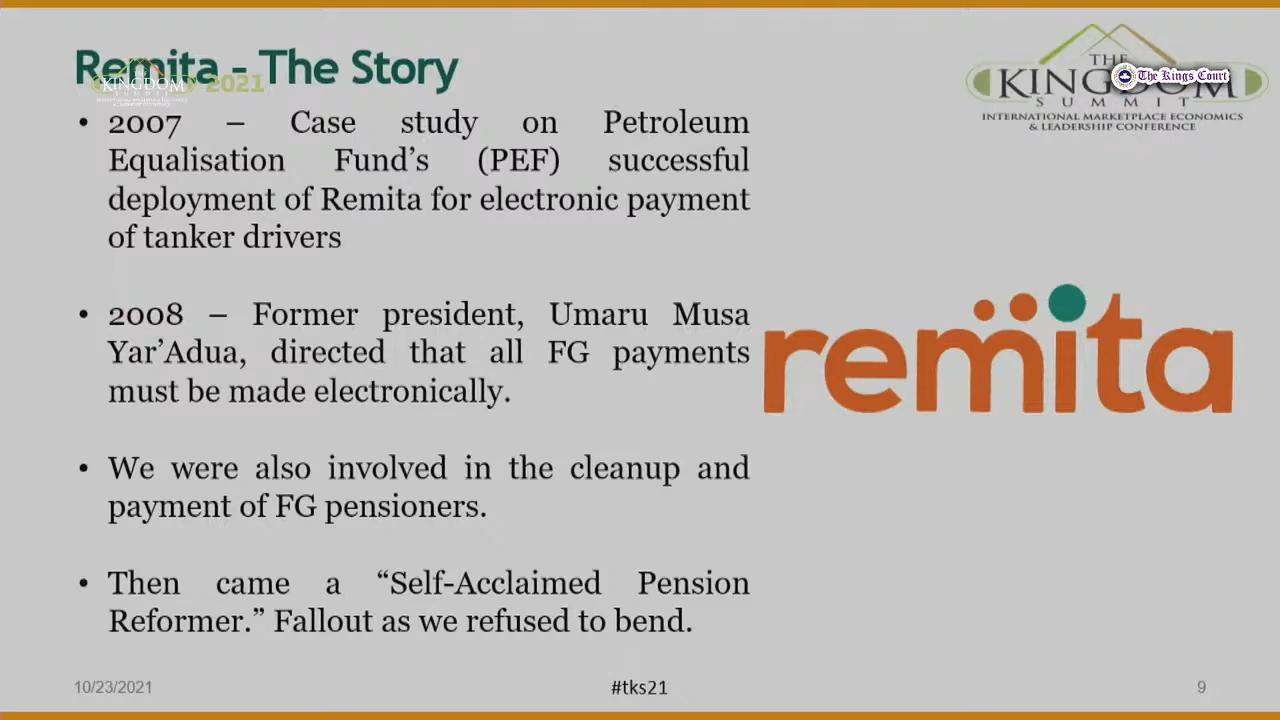 Remita - The Story
THE
KINGDOM
SUMMIT
2021
THE
KINGDOM
SUMMIT
INTERNATIONAL MARKETPLACE ECONOMICS
& LEADERSHIP CONFERENCE
The Kings Court
• 2007 – Case study on Petroleum
Equalisation Fund’s (PEF) successful
deployment of Remita for electronic payment
of tanker drivers
• 2008 – Former president, Umaru Musa
Yar’Adua, directed that all FG payments
must be made electronically.
• We were also involved in the cleanup and
payment of FG pensioners.
• Then came a “Self-Acclaimed Pension
Reformer.” Fallout as we refused to bend.
remita
10/23/2021
#tks21
9